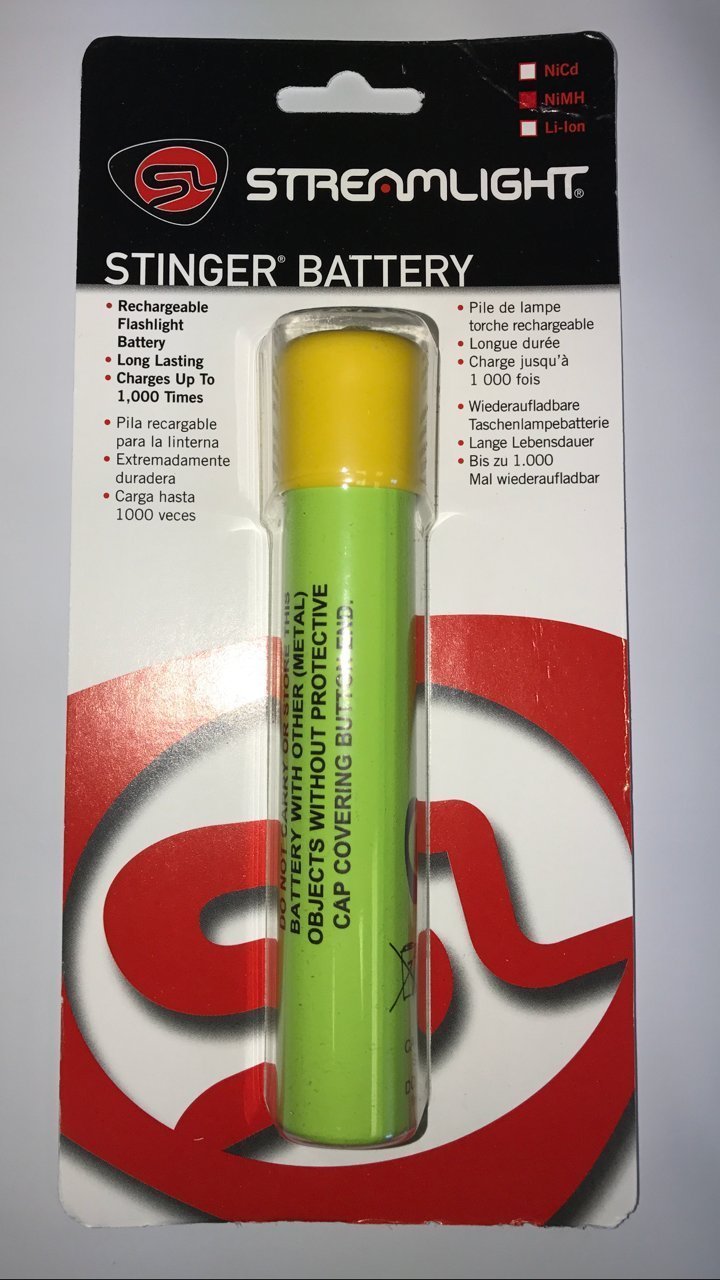 NiCd
NiMH
Li-Ion
SL STREAMLIGHT®
STINGER® BATTERY
• Rechargeable
Flashlight
Battery
• Long Lasting
• Charges Up To
1,000 Times
• Pila recargable
para la linterna
• Extremadamente
duradera
• Carga hasta
1000 veces
• Pile de lampe
torche rechargeable
• Longue durée
• Charge jusqu'à
1 000 fois
• Wiederaufladbare
Taschenlampebatterie
• Lange Lebensdauer
• Bis zu 1.000
Mal wiederaufladbar
DO NOT CARRY OR STORE THIS
BATTERY WITH OTHER (METAL)
OBJECTS WITHOUT PROTECTIVE
CAP COVERING BUTTON END.